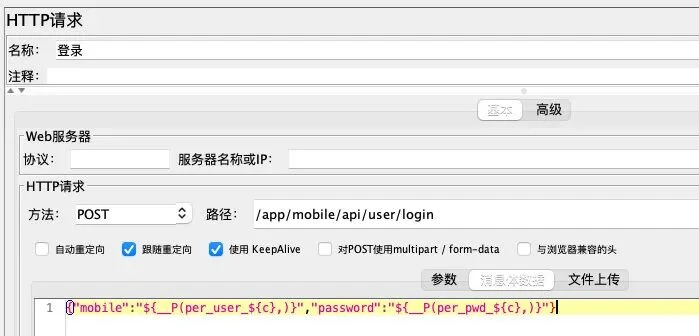 HTTP请求
名称： 登录
注释：
基本 高级
Web服务器
协议： 服务器名称或IP：
HTTP请求
方法： POST 路径： /app/mobile/api/user/login
自动重定向 跟随重定向 使用 KeepAlive 对POST使用multipart / form-data 与浏览器兼容的头
参数 消息体数据 文件上传
1 {"mobile":"${__P(per_user_${c},)}","password":"${__P(per_pwd_${c},)}"}